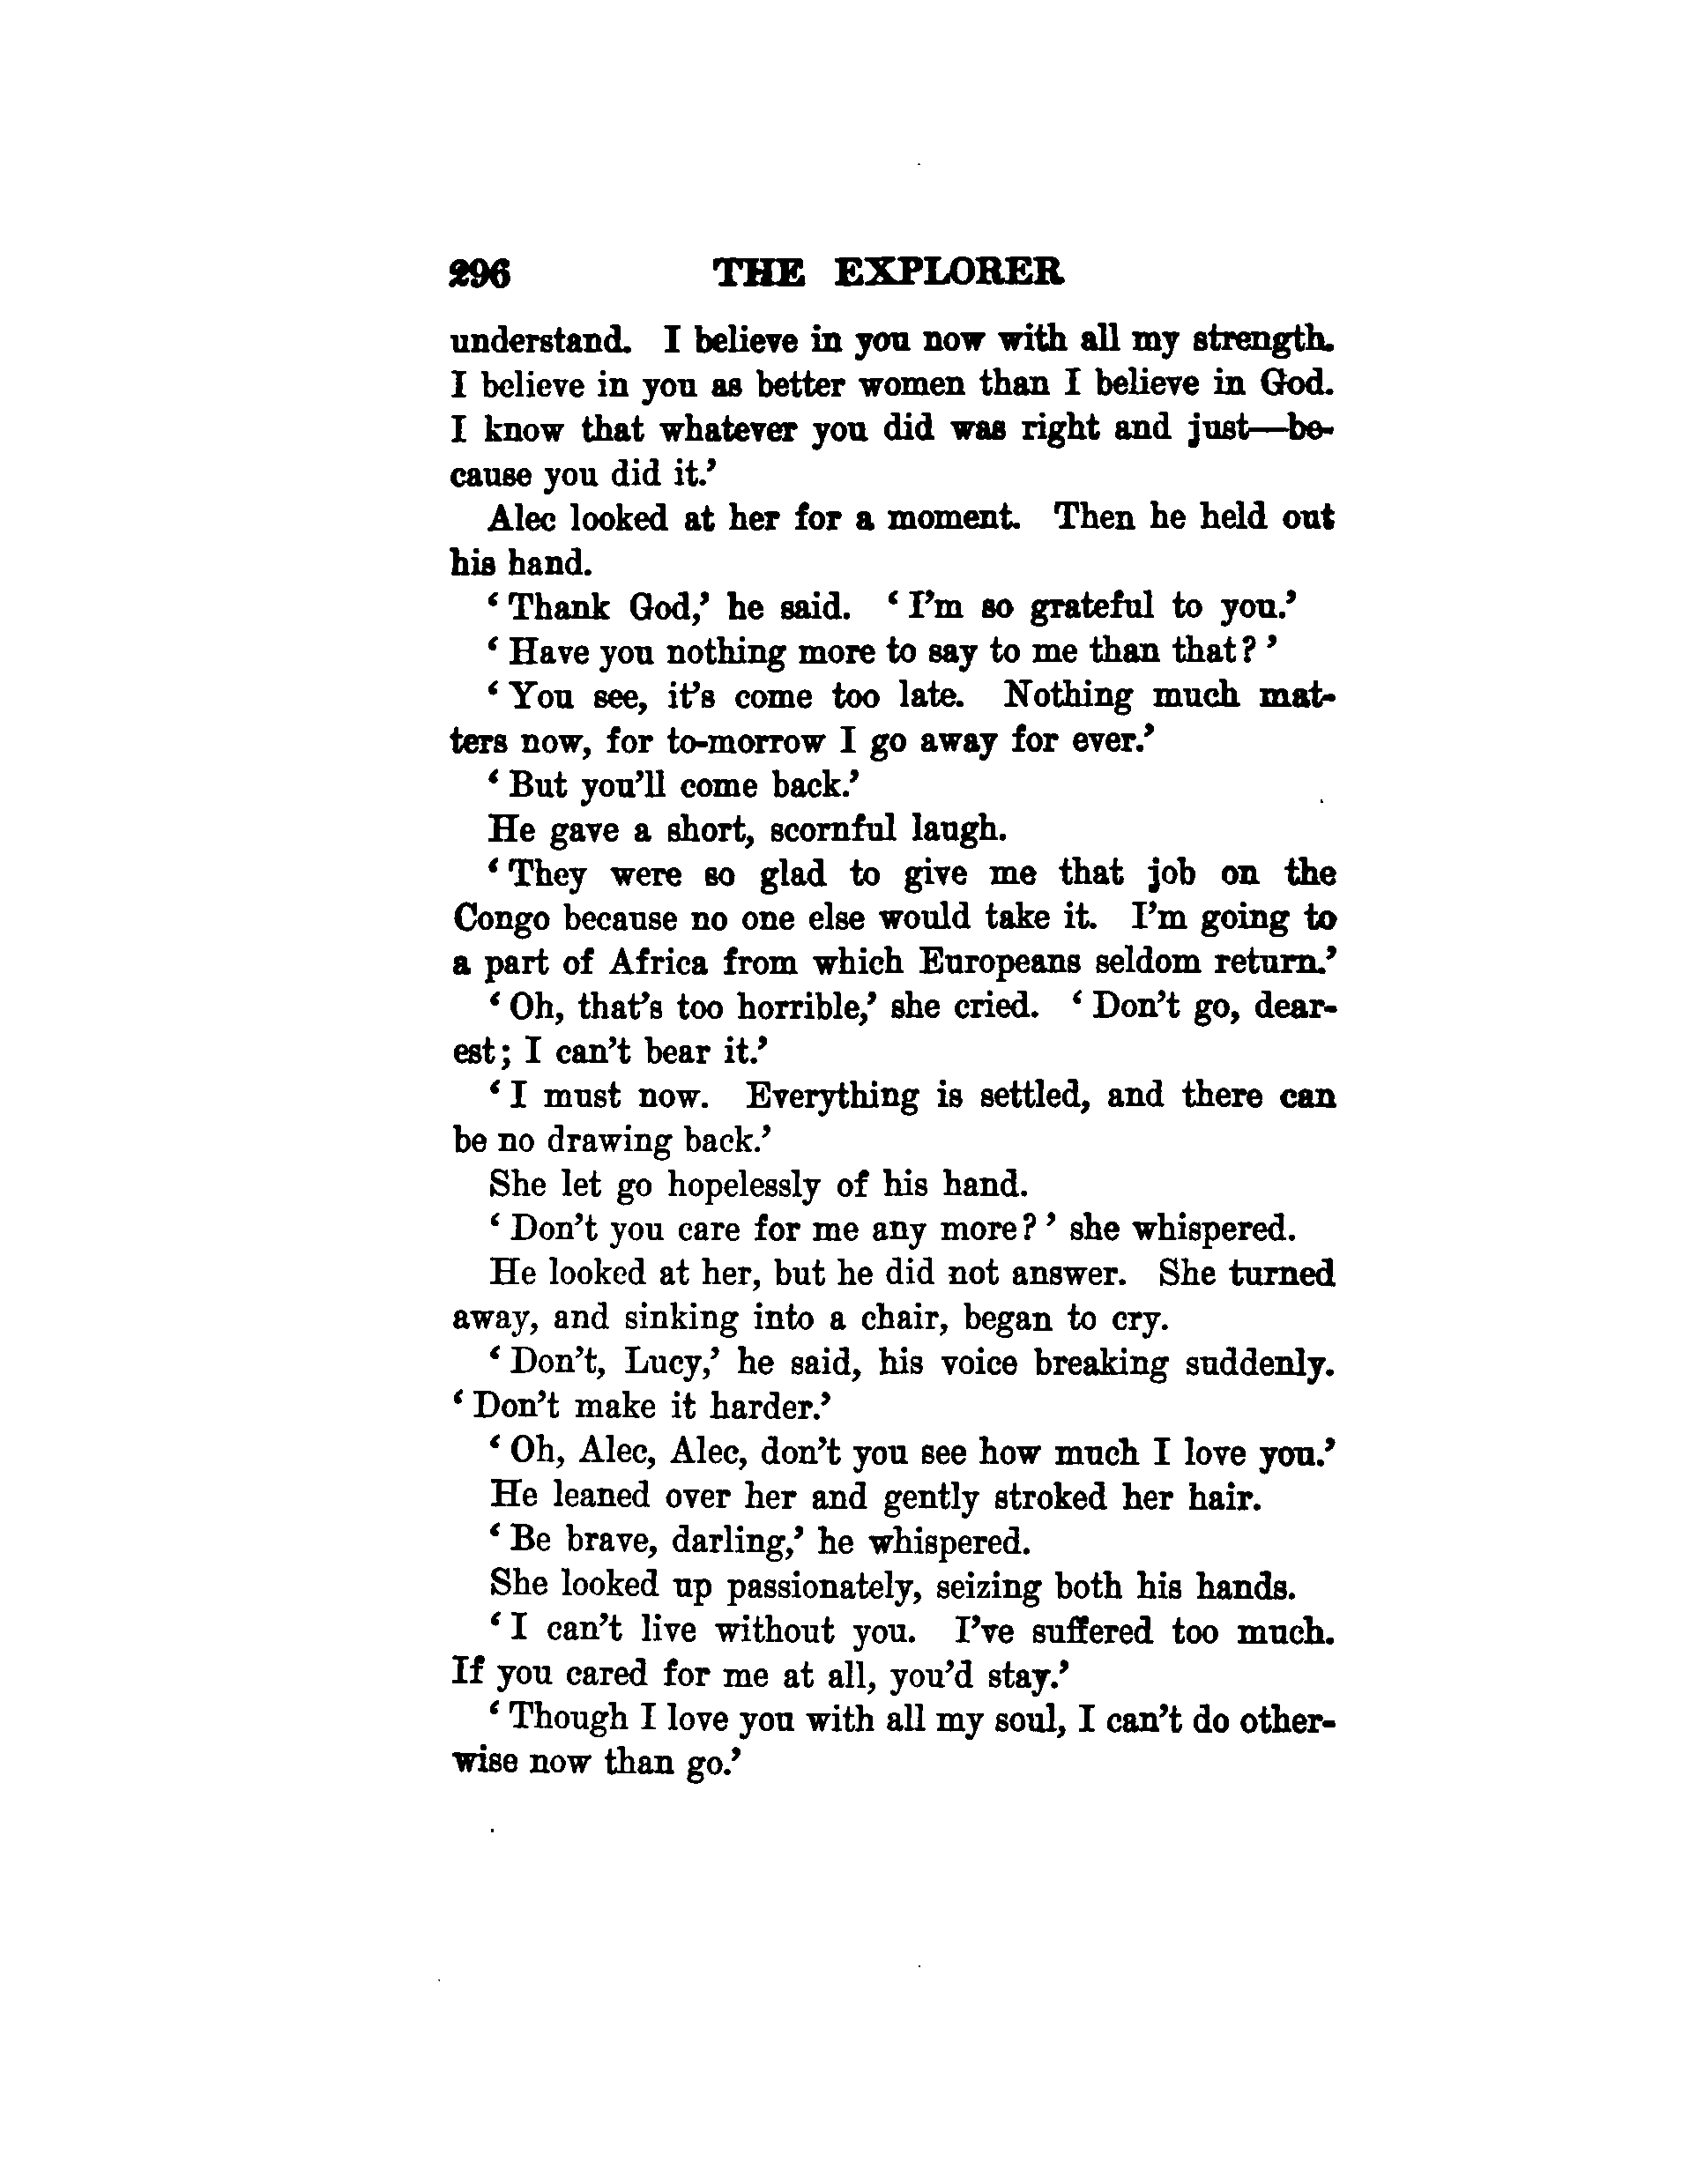 296 THE EXPLORER
understand. I believe in you now with all my strength.
I believe in you as better women than I believe in God.
I know that whatever you did was right and just—be-
cause you did it.’
Alec looked at her for a moment. Then he held out
his hand.
‘Thank God,’ he said. ‘I’m so grateful to you.’
‘Have you nothing more to say to me than that?’
‘You see, it’s come too late. Nothing much mat-
ters now, for to-morrow I go away for ever.’
‘But you’ll come back.’
He gave a short, scornful laugh.
‘They were so glad to give me that job on the
Congo because no one else would take it. I’m going to
a part of Africa from which Europeans seldom return.’
‘Oh, that’s too horrible,’ she cried. ‘Don’t go, dear-
est; I can’t bear it.’
‘I must now. Everything is settled, and there can
be no drawing back.’
She let go hopelessly of his hand.
‘Don’t you care for me any more?’ she whispered.
He looked at her, but he did not answer. She turned
away, and sinking into a chair, began to cry.
‘Don’t, Lucy,’ he said, his voice breaking suddenly.
‘Don’t make it harder.’
‘Oh, Alec, Alec, don’t you see how much I love you.’
He leaned over her and gently stroked her hair.
‘Be brave, darling,’ he whispered.
She looked up passionately, seizing both his hands.
‘I can’t live without you. I’ve suffered too much.
If you cared for me at all, you’d stay.’
‘Though I love you with all my soul, I can’t do other-
wise now than go.’